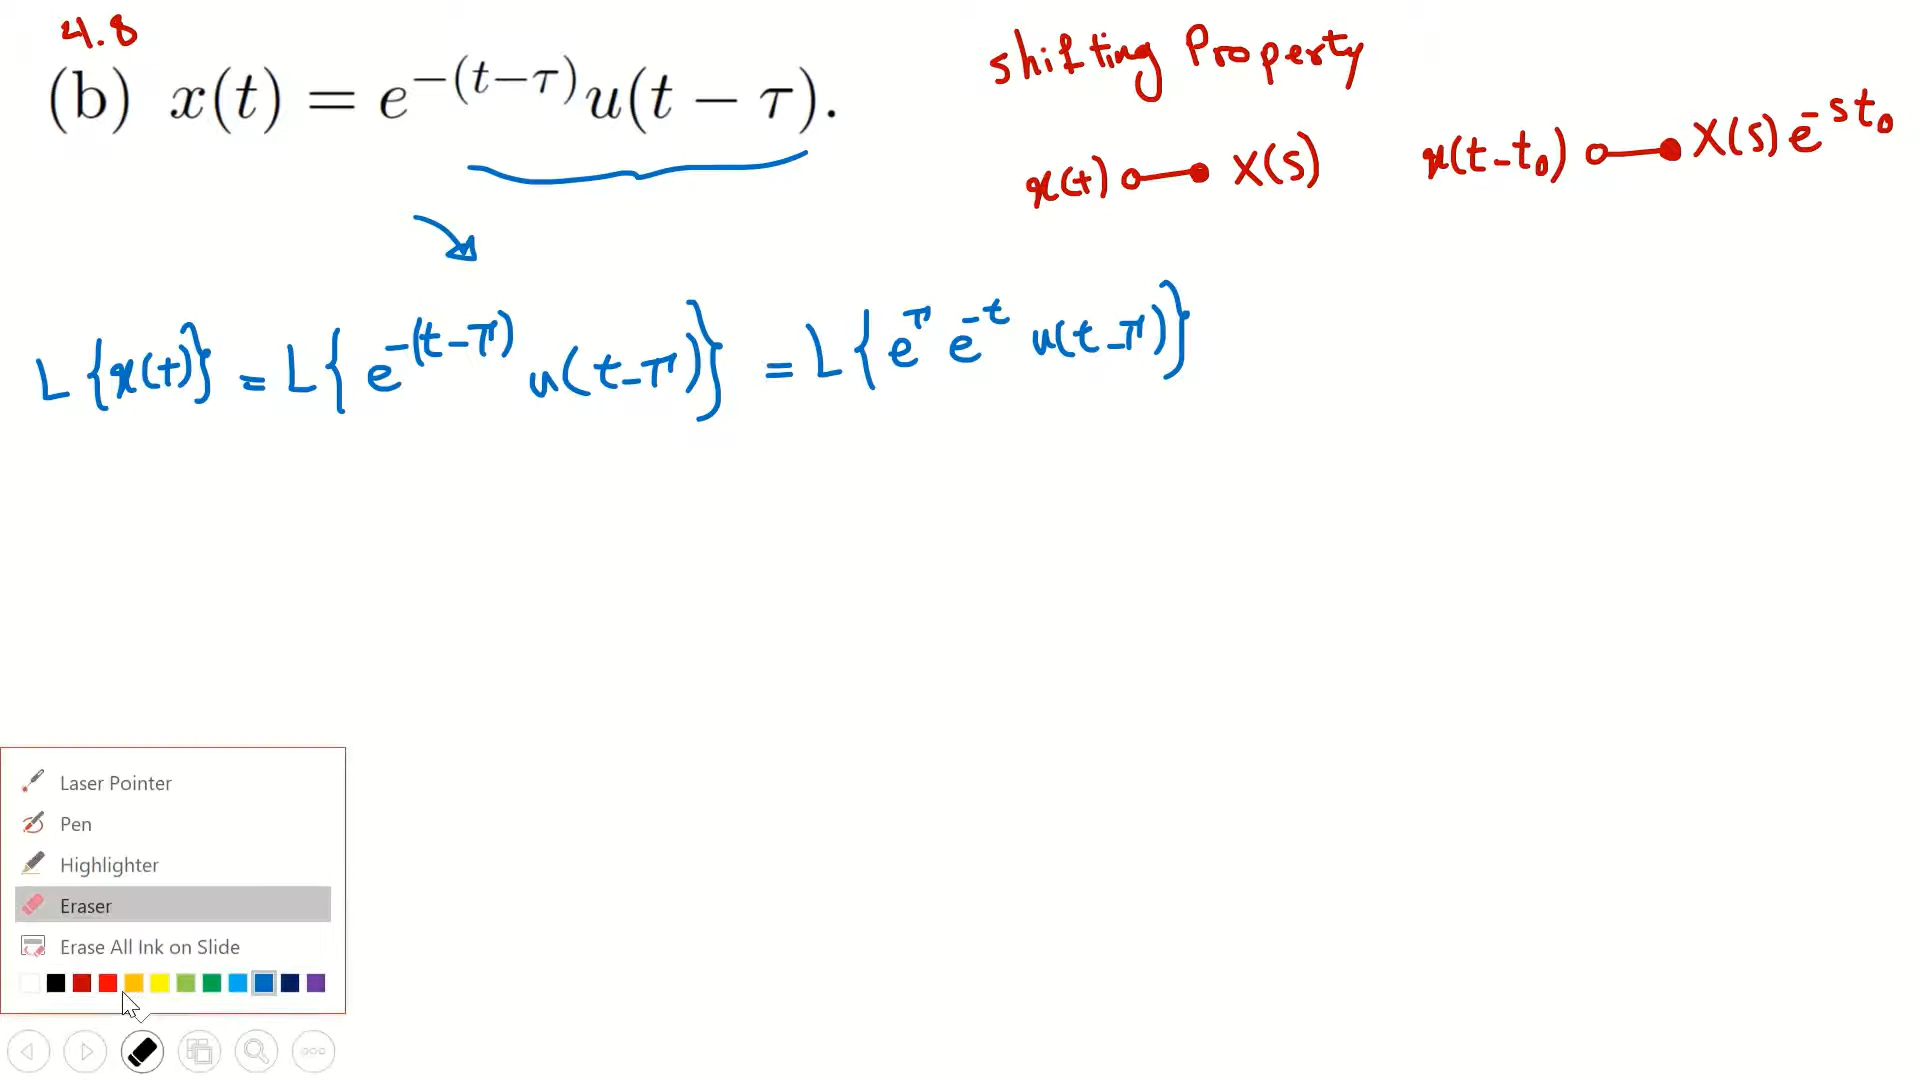 4.8
(b) x(t) = e^{-(t-τ)}u(t − τ).
shifting Property
x(t) ○—● X(s)
x(t-t₀) ○—● X(s) e^{-st₀}
L{x(t)} = L{e^{-(t-π)} u(t-π)} = L{e^{π} e^{-t} u(t-π)}
Laser Pointer
Pen
Highlighter
Eraser
Erase All Ink on Slide